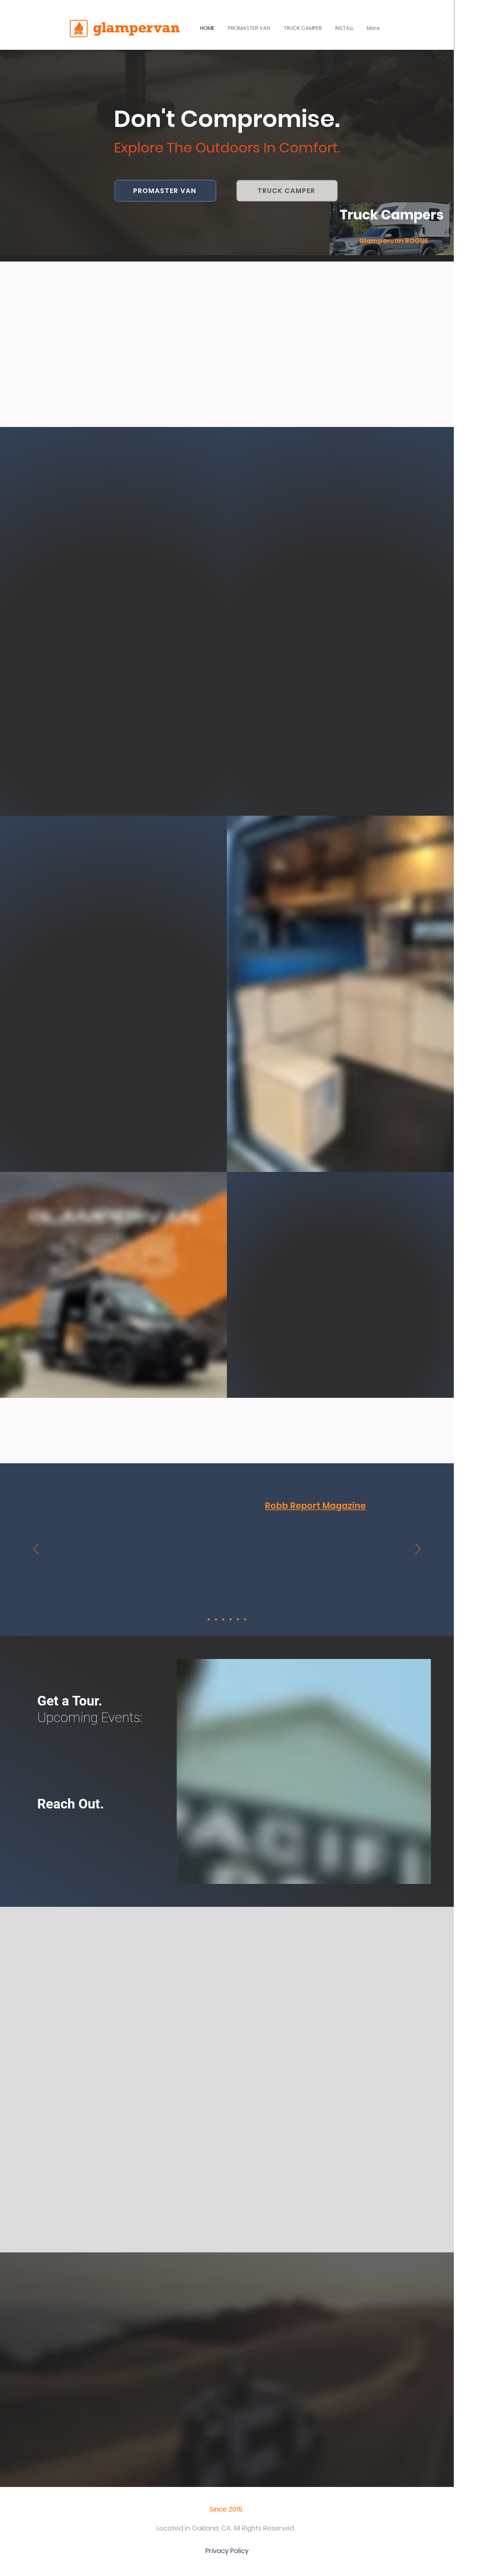 glampervan
HOME PROMASTER VAN TRUCK CAMPER INSTALL More
Don't Compromise.
Explore The Outdoors In Comfort.
PROMASTER VAN TRUCK CAMPER
Truck Campers
Glampervan ROGUE
Robb Report Magazine
Get a Tour.
Upcoming Events:
Reach Out.
Since 2015.
Located in Oakland, CA. All Rights Reserved.
Privacy Policy